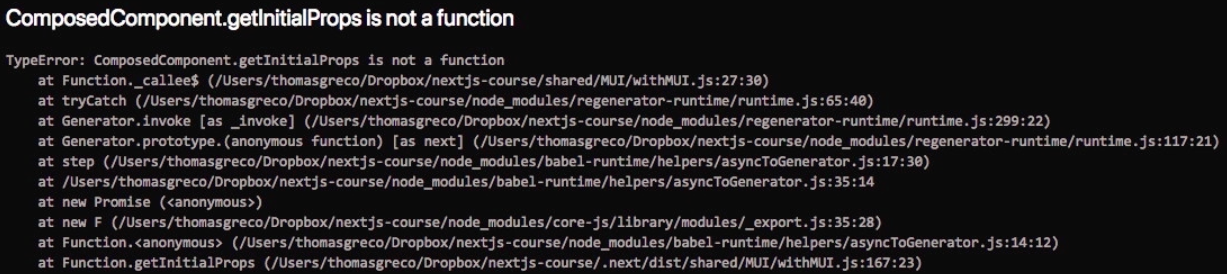 ComposedComponent.getInitialProps is not a function
TypeError: ComposedComponent.getInitialProps is not a function
at Function._callee$ (/Users/thomasgreco/Dropbox/nextjs-course/shared/MUI/withMUI.js:27:30)
at tryCatch (/Users/thomasgreco/Dropbox/nextjs-course/node_modules/regenerator-runtime/runtime.js:65:40)
at Generator.invoke [as _invoke] (/Users/thomasgreco/Dropbox/nextjs-course/node_modules/regenerator-runtime/runtime.js:299:22)
at Generator.prototype.(anonymous function) [as next] (/Users/thomasgreco/Dropbox/nextjs-course/node_modules/regenerator-runtime/runtime.js:117:21)
at step (/Users/thomasgreco/Dropbox/nextjs-course/node_modules/babel-runtime/helpers/asyncToGenerator.js:17:30)
at /Users/thomasgreco/Dropbox/nextjs-course/node_modules/babel-runtime/helpers/asyncToGenerator.js:35:14
at new Promise (<anonymous>)
at new F (/Users/thomasgreco/Dropbox/nextjs-course/node_modules/core-js/library/modules/_export.js:35:28)
at Function.<anonymous> (/Users/thomasgreco/Dropbox/nextjs-course/node_modules/babel-runtime/helpers/asyncToGenerator.js:14:12)
at Function.getInitialProps (/Users/thomasgreco/Dropbox/nextjs-course/.next/dist/shared/MUI/withMUI.js:167:23)